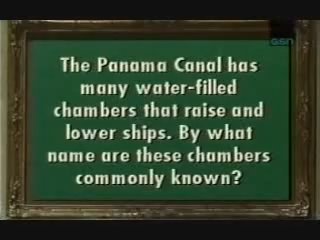 GSN
The Panama Canal has
many water-filled
chambers that raise and
lower ships. By what
name are these chambers
commonly known?